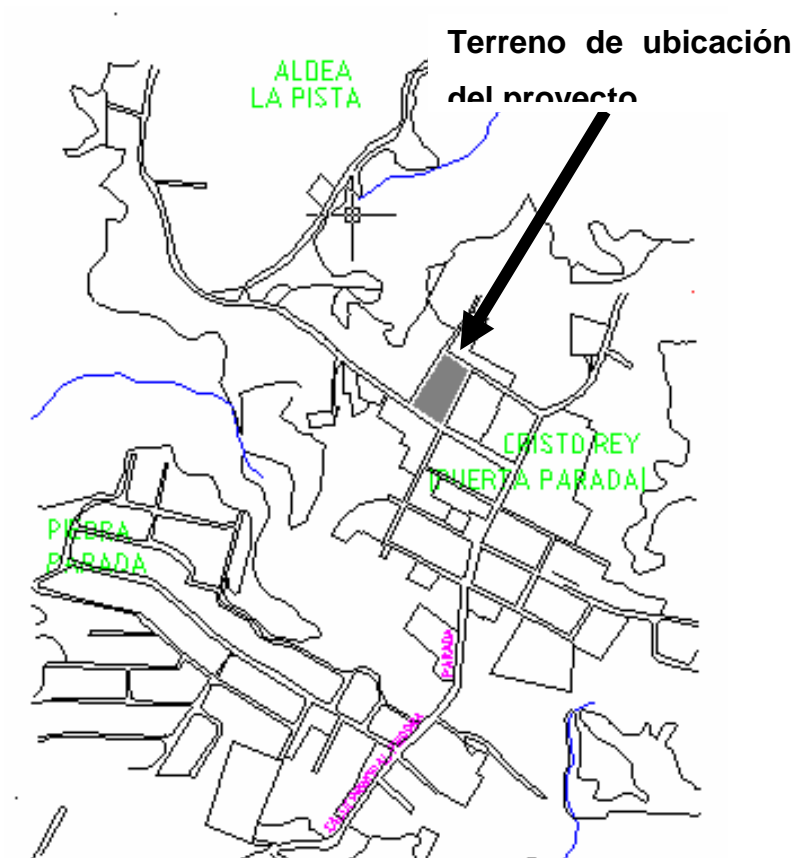 Terreno de ubicación
del proyecto
ALDEA
LA PISTA
CRISTO REY
(PUERTA PARADA)
PIEDRA
PARADA
PARADA